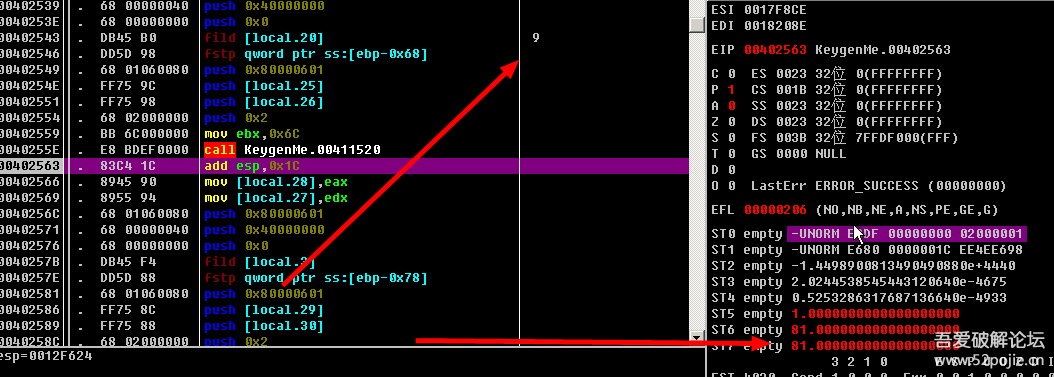 00402539 . 68 00000040 push 0x40000000
0040253E . 68 00000000 push 0x0
00402543 . DB45 B0 fild [local.20] 9
00402546 . DD5D 98 fstp qword ptr ss:[ebp-0x68]
00402549 . 68 01060080 push 0x80000601
0040254E . FF75 9C push [local.25]
00402551 . FF75 98 push [local.26]
00402554 . 68 02000000 push 0x2
00402559 . BB 6C000000 mov ebx,0x6C
0040255E . E8 BDEF0000 call KeygenMe.00411520
00402563 . 83C4 1C add esp,0x1C
00402566 . 8945 90 mov [local.28],eax
00402569 . 8955 94 mov [local.27],edx
0040256C . 68 01060080 push 0x80000601
00402571 . 68 00000040 push 0x40000000
00402576 . 68 00000000 push 0x0
0040257B . DB45 F4 fild [local.3]
0040257E . DD5D 88 fstp qword ptr ss:[ebp-0x78]
00402581 . 68 01060080 push 0x80000601
00402586 . FF75 8C push [local.29]
00402589 . FF75 88 push [local.30]
0040258C . 68 02000000 push 0x2
esp=0012F624
ESI 0017F8CE
EDI 0018208E
EIP 00402563 KeygenMe.00402563
C 0 ES 0023 32位 0(FFFFFFFF)
P 1 CS 001B 32位 0(FFFFFFFF)
A 0 SS 0023 32位 0(FFFFFFFF)
Z 0 DS 0023 32位 0(FFFFFFFF)
S 0 FS 003B 32位 7FFDF000(FFF)
T 0 GS 0000 NULL
D 0
O 0 LastErr ERROR_SUCCESS (00000000)
EFL 00000206 (NO,NB,NE,A,NS,PE,GE,G)
ST0 empty -UNORM 00000000 02000001
ST1 empty -UNORM E680 0000001C EE4EE698
ST2 empty -1.4498900813490490880e+4440
ST3 empty 2.0244538545443120640e-4675
ST4 empty 0.5253286317687136640e-4933
ST5 empty 1.0000000000000000000
ST6 empty 81.000000000000000000
ST7 empty 81.000000000000000000
3 2 1 0
吾爱破解论坛
www.52pojie.cn